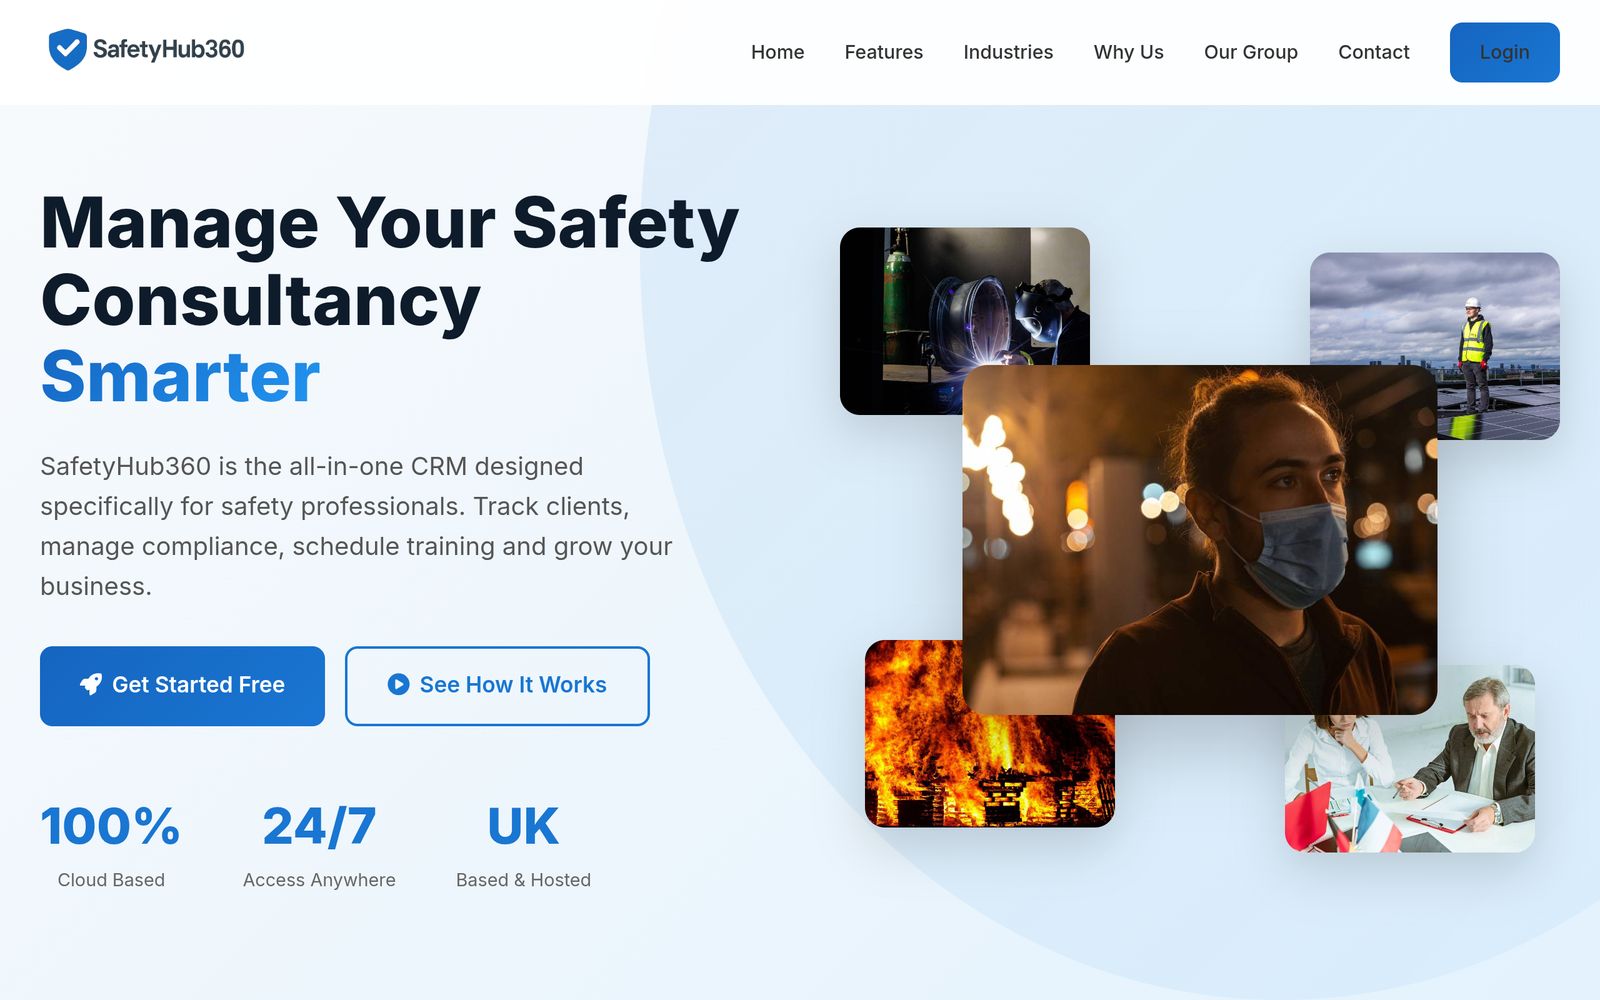 SafetyHub360
Home
Features
Industries
Why Us
Our Group
Contact
Login
Manage Your Safety
Consultancy
Smarter
SafetyHub360 is the all-in-one CRM designed
specifically for safety professionals. Track clients,
manage compliance, schedule training and grow your
business.
Get Started Free
See How It Works
100%
Cloud Based
24/7
Access Anywhere
UK
Based & Hosted